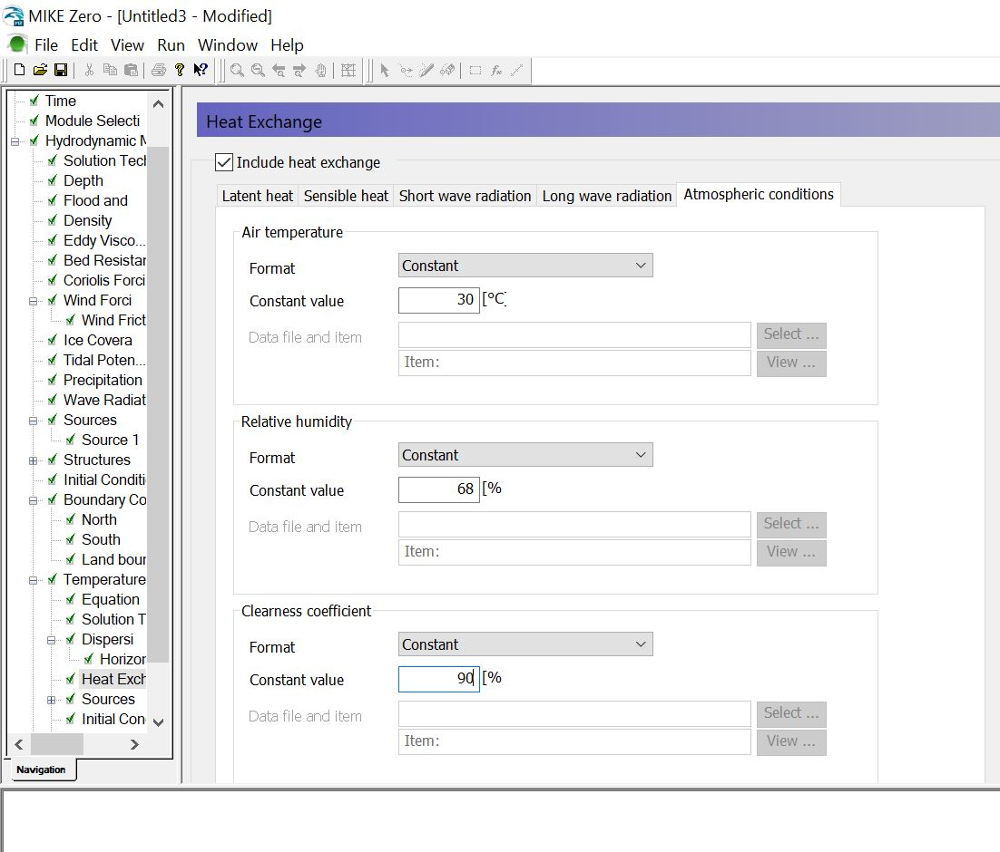 MIKE Zero - [Untitled3 - Modified]
File Edit View Run Window Help
Time
Module Selecti
Hydrodynamic M
Solution Tech
Depth
Flood and
Density
Eddy Visco...
Bed Resistar
Coriolis Forci
Wind Forci
Wind Frict
Ice Covera
Tidal Poten...
Precipitation
Wave Radiat
Sources
Source 1
Structures
Initial Conditi
Boundary Co
North
South
Land bour
Temperature
Equation
Solution T
Dispersi
Horizor
Heat Exch
Sources
Initial Con
Navigation
Heat Exchange
Include heat exchange
Latent heat Sensible heat Short wave radiation Long wave radiation Atmospheric conditions
Air temperature
Format Constant
Constant value 30 [°C]
Data file and item Select ...
Item: View ...
Relative humidity
Format Constant
Constant value 68 [%
Data file and item Select ...
Item: View ...
Clearness coefficient
Format Constant
Constant value 90 [%
Data file and item Select ...
Item: View ...